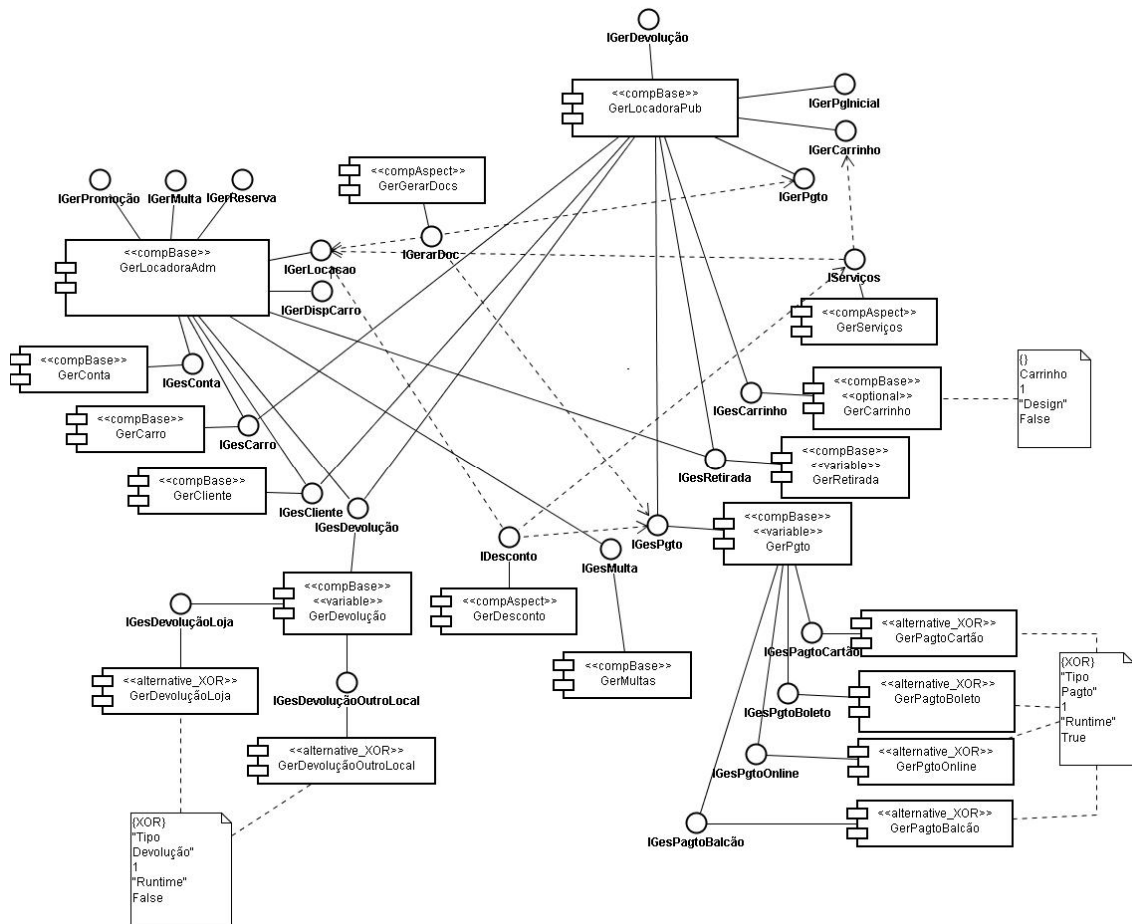 IGerDevolução
<<compBase>>
GerLocadoraPub
IGerPgInicial
IGerCarrinho
IGerPgto
<<compAspect>>
GerGerarDocs
IGerPromoção
IGerMulta
IGerReserva
IGerarDoc
<<compBase>>
GerLocadoraAdm
IGerLocasao
IServiços
IGerDispCarro
<<compAspect>>
GerServiços
<<compBase>>
GerConta
IGesConta
{}
Carrinho
1
"Design"
False
IGesCarrinho
<<compBase>>
<<optional>>
GerCarrinho
<<compBase>>
GerCarro
IGesCarro
IGesRetirada
<<compBase>>
<<variable>>
GerRetirada
<<compBase>>
GerCliente
IGesCliente
IGesDevolução
IDesconto
IGesMulta
IGesPgto
<<compBase>>
<<variable>>
GerPgto
<<compBase>>
<<variable>>
GerDevolução
<<compAspect>>
GerDesconto
IGesDevoluçãoLoja
IGesPagtoCartão
<<alternative_XOR>>
GerPagtoCartão
<<alternative_XOR>>
GerDevoluçãoLoja
IGesDevoluçãoOutroLocal
<<compBase>>
GerMultas
IGesPgtoBoleto
<<alternative_XOR>>
GerPagtoBoleto
{XOR}
"Tipo
Pagto"
1
"Runtime"
True
<<alternative_XOR>>
GerDevoluçãoOutroLocal
IGesPgtoOnline
<<alternative_XOR>>
GerPgtoOnline
IGesPagtoBalcão
<<alternative_XOR>>
GerPagtoBalcão
{XOR}
"Tipo
Devolução"
1
"Runtime"
False